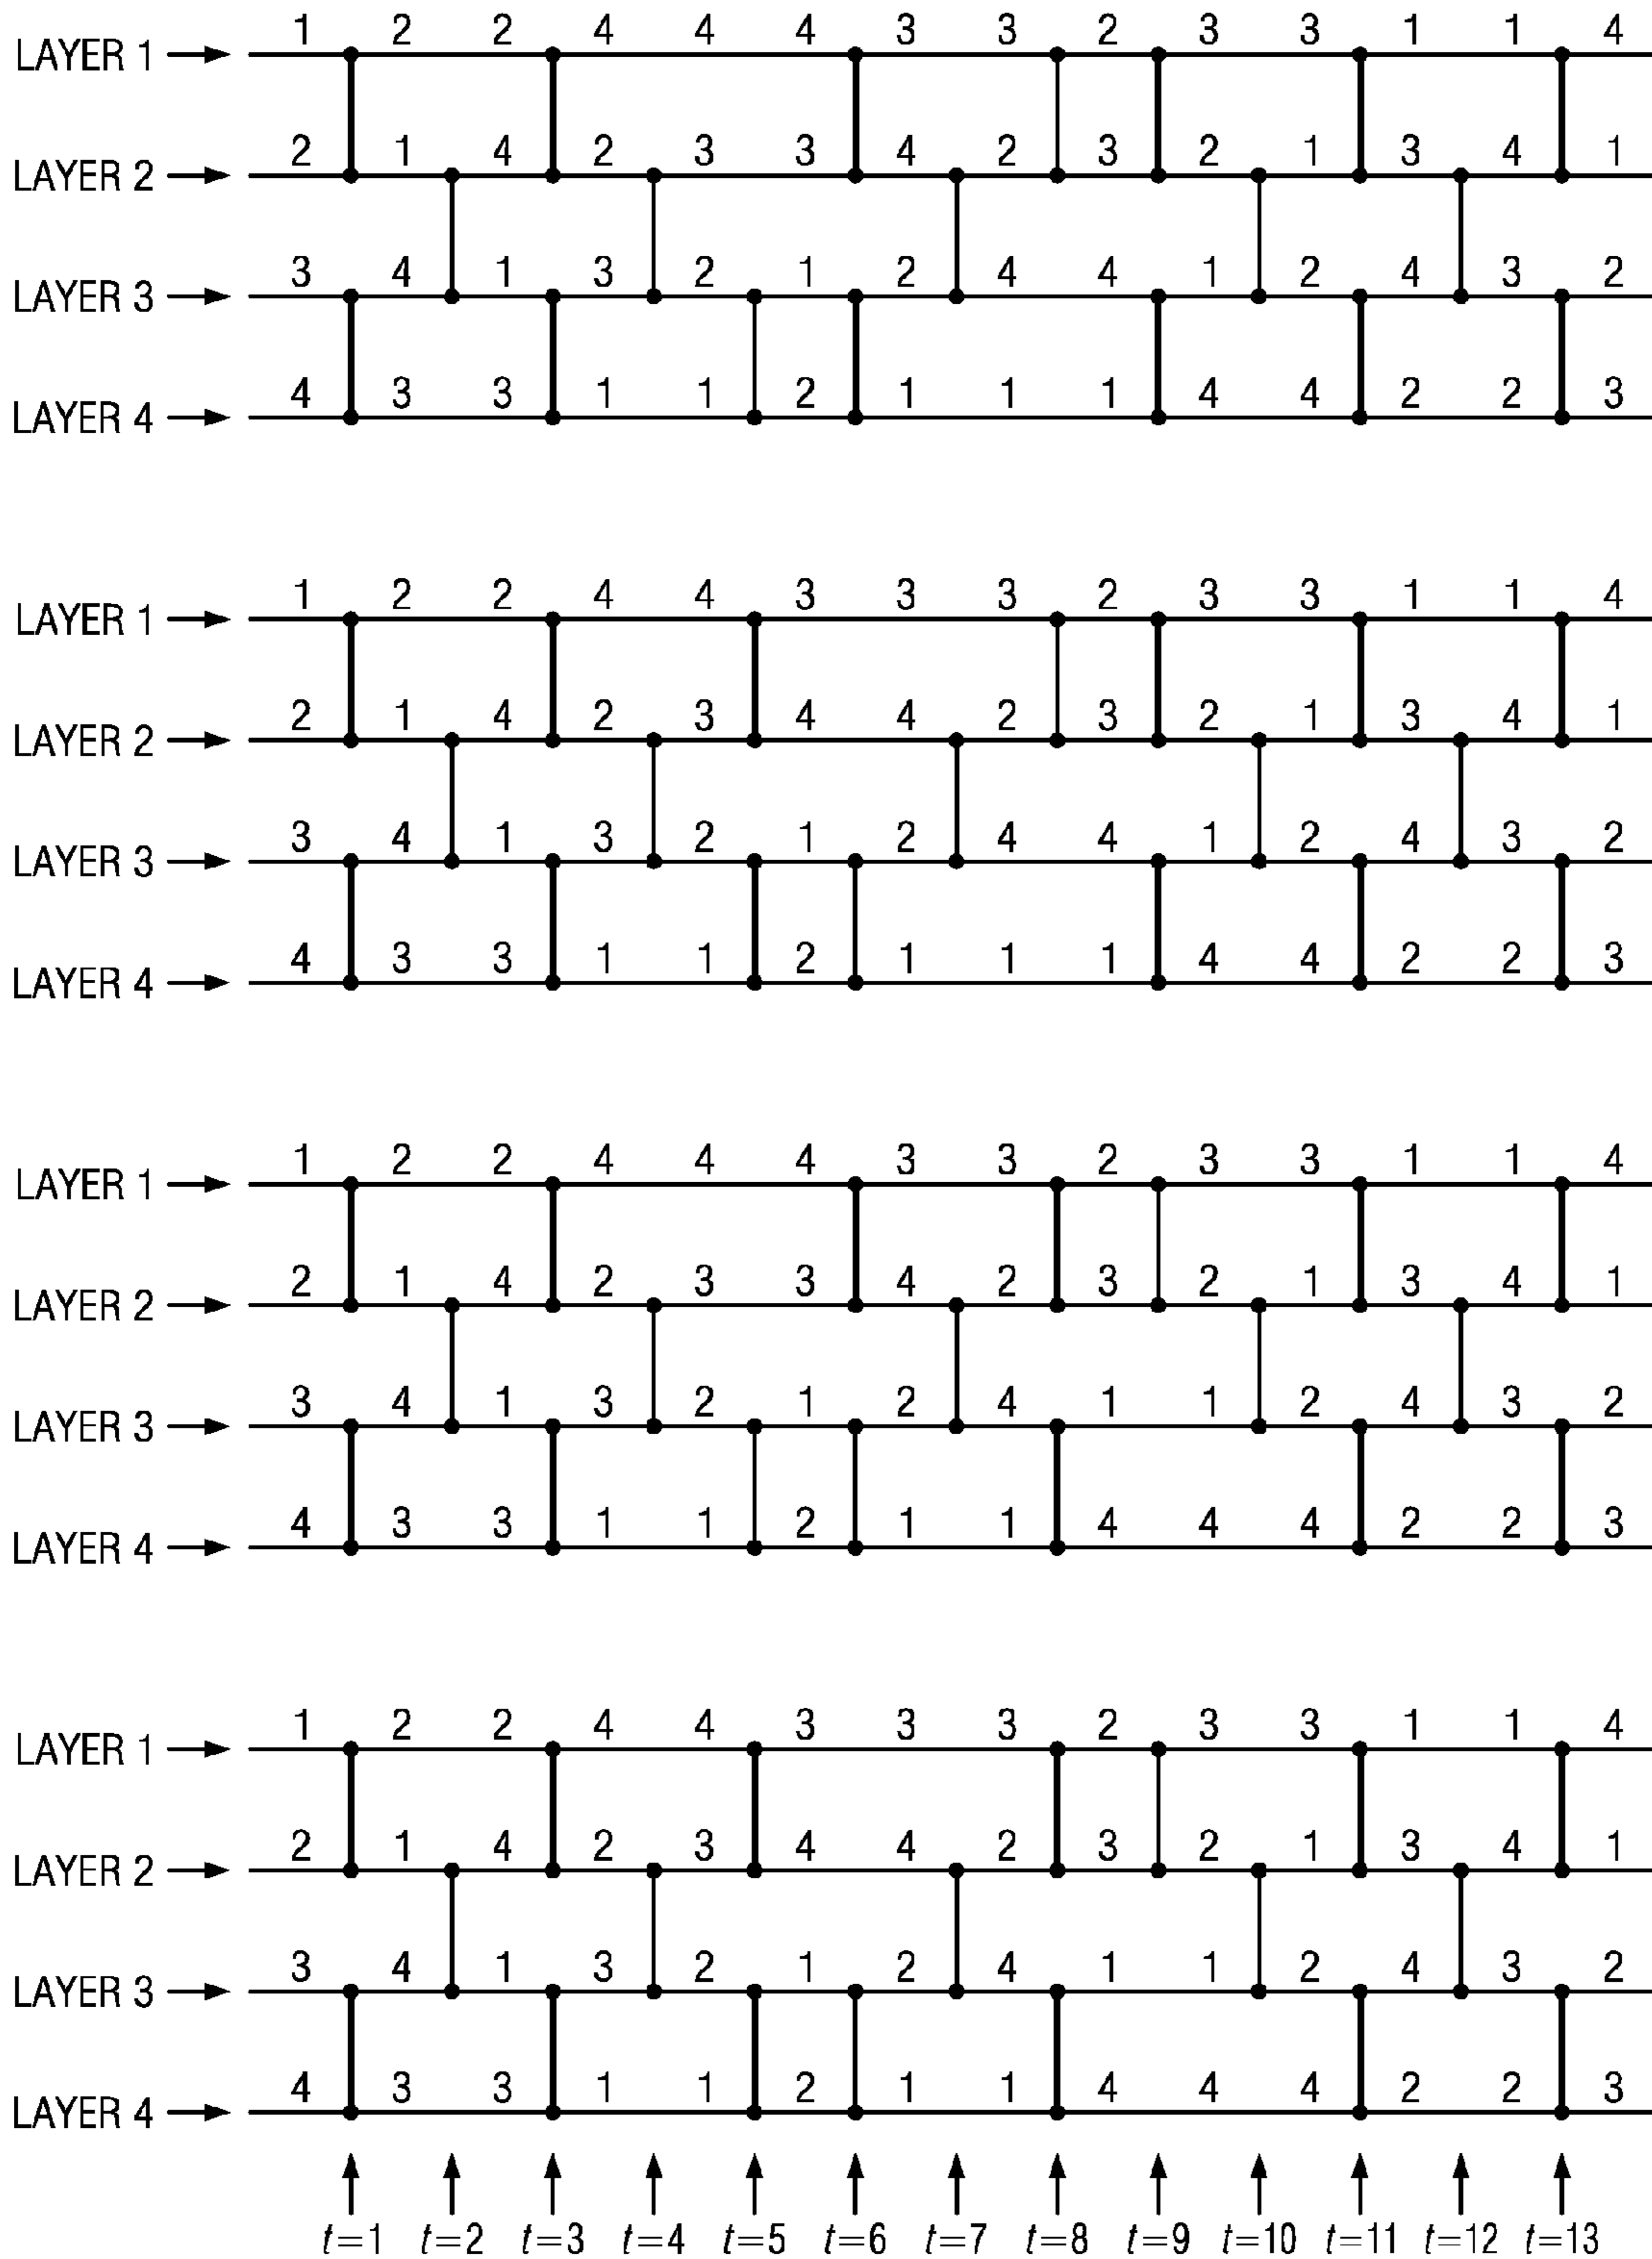 LAYER 1 1 2 2 4 4 4 3 3 2 3 3 1 1 4
LAYER 2 2 1 4 2 3 3 4 2 3 2 1 3 4 1
LAYER 3 3 4 1 3 2 1 2 4 4 1 2 4 3 2
LAYER 4 4 3 3 1 1 2 1 1 1 4 4 2 2 3
LAYER 1 1 2 2 4 4 3 3 3 2 3 3 1 1 4
LAYER 2 2 1 4 2 3 4 4 2 3 2 1 3 4 1
LAYER 3 3 4 1 3 2 1 2 4 4 1 2 4 3 2
LAYER 4 4 3 3 1 1 2 1 1 1 4 4 2 2 3
LAYER 1 1 2 2 4 4 4 3 3 2 3 3 1 1 4
LAYER 2 2 1 4 2 3 3 4 2 3 2 1 3 4 1
LAYER 3 3 4 1 3 2 1 2 4 1 1 2 4 3 2
LAYER 4 4 3 3 1 1 2 1 1 4 4 4 2 2 3
LAYER 1 1 2 2 4 4 3 3 3 2 3 3 1 1 4
LAYER 2 2 1 4 2 3 4 4 2 3 2 1 3 4 1
LAYER 3 3 4 1 3 2 1 2 4 1 1 2 4 3 2
LAYER 4 4 3 3 1 1 2 1 1 4 4 4 2 2 3
t=1 t=2 t=3 t=4 t=5 t=6 t=7 t=8 t=9 t=10 t=11 t=12 t=13